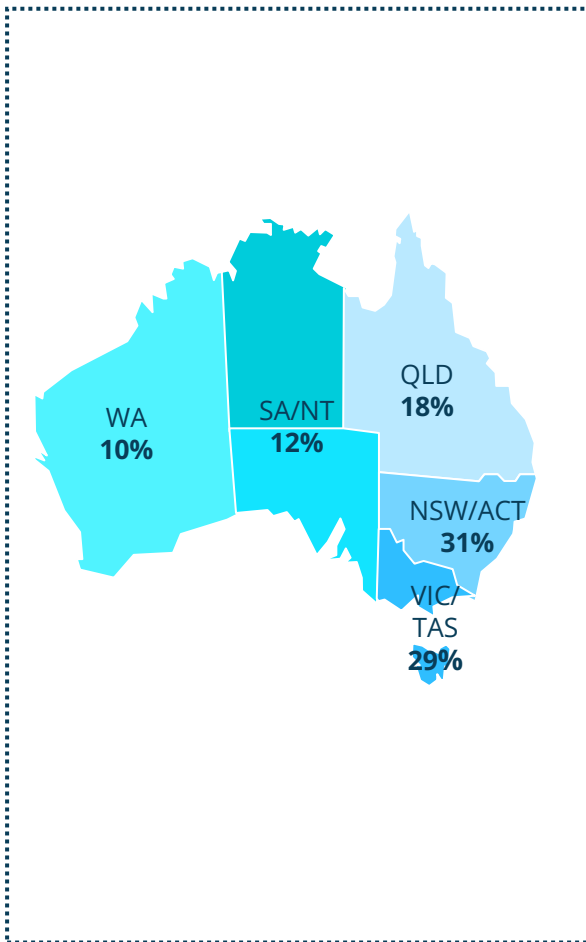 WA
10%
SA/NT
12%
QLD
18%
NSW/ACT
31%
VIC/
TAS
29%